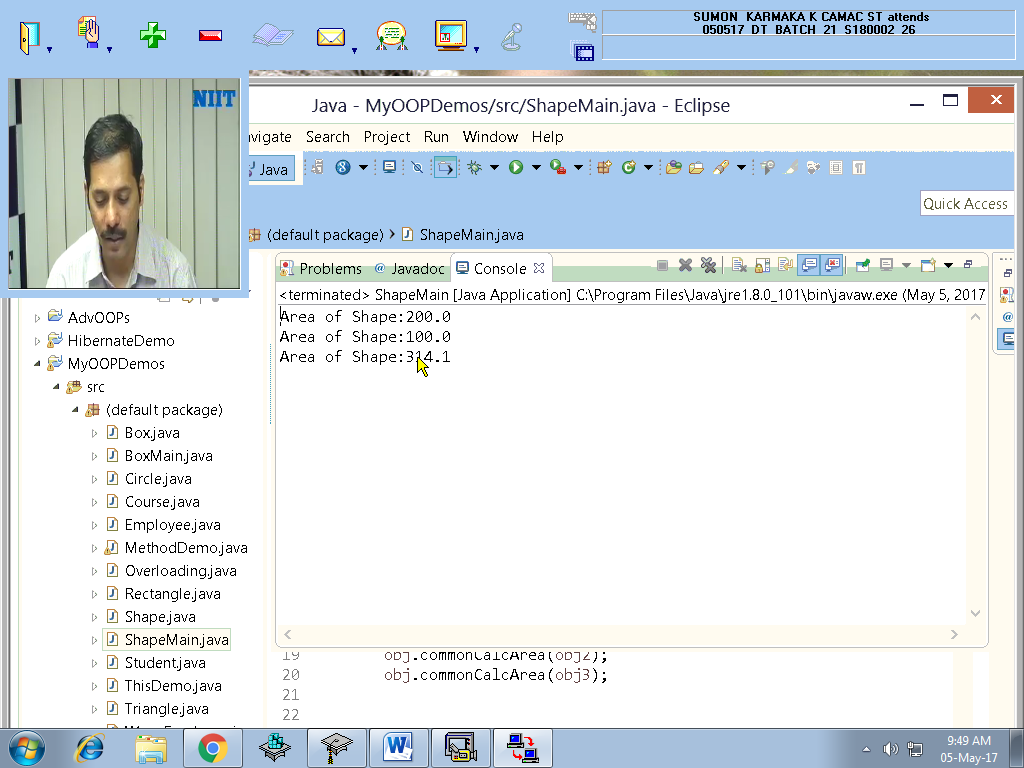 SUMON KARMAKA K CAMAC ST attends
050517 DT BATCH 21 S180002 26
NIIT
Java - MyOOPDemos/src/ShapeMain.java - Eclipse
avigate Search Project Run Window Help
Java
Quick Access
(default package) ShapeMain.java
Problems @ Javadoc Console
<terminated> ShapeMain [Java Application] C:\Program Files\Java\jre1.8.0_101\bin\javaw.exe (May 5, 2017
Area of Shape:200.0
Area of Shape:100.0
Area of Shape:314.1
AdvOOPs
HibernateDemo
MyOOPDemos
src
(default package)
Box.java
BoxMain.java
Circle.java
Course.java
Employee.java
MethodDemo.java
Overloading.java
Rectangle.java
Shape.java
ShapeMain.java
Student.java
ThisDemo.java
Triangle.java
19 obj.commonCalcArea(obj2);
20 obj.commonCalcArea(obj3);
21
22
9:49 AM
05-May-17